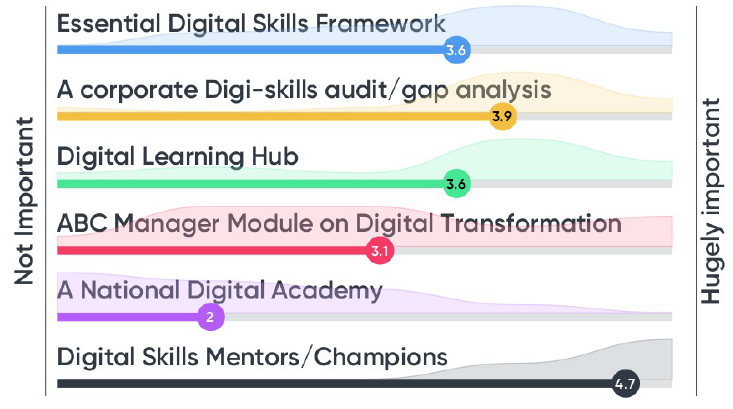 Essential Digital Skills Framework
3.6
A corporate Digi-skills audit/gap analysis
3.9
Digital Learning Hub
3.6
ABC Manager Module on Digital Transformation
3.1
A National Digital Academy
2
Digital Skills Mentors/Champions
4.7
Not Important
Hugely important